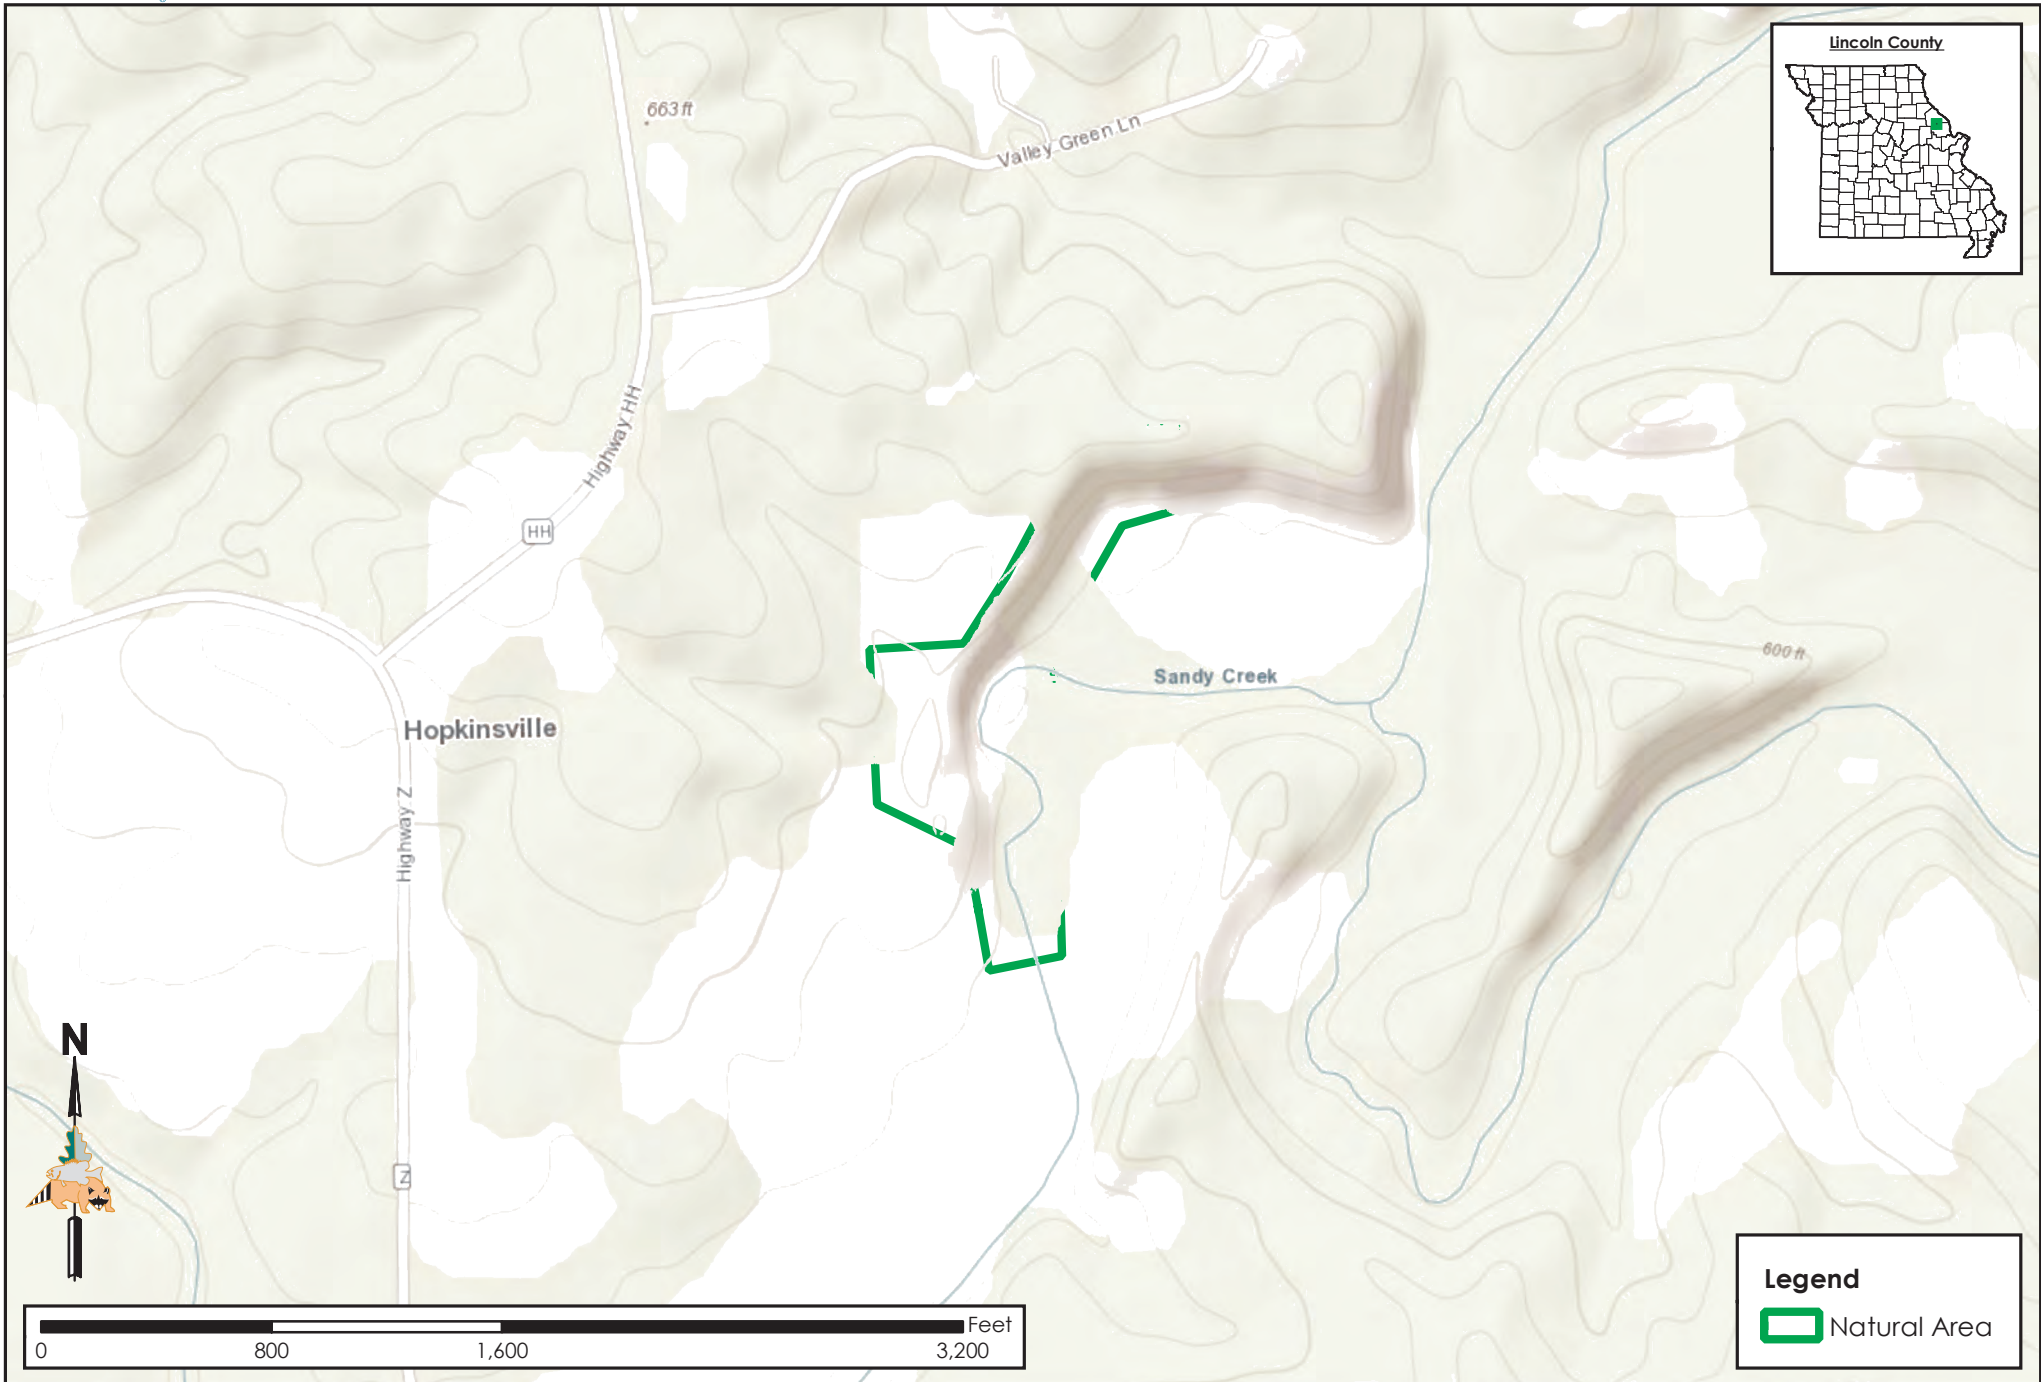 Lincoln County
663 ft
Valley Green Ln
Highway HH
HH
600 ft
Sandy Creek
Hopkinsville
Highway Z
N
Z
Legend
Natural Area
Feet
0 800 1,600 3,200